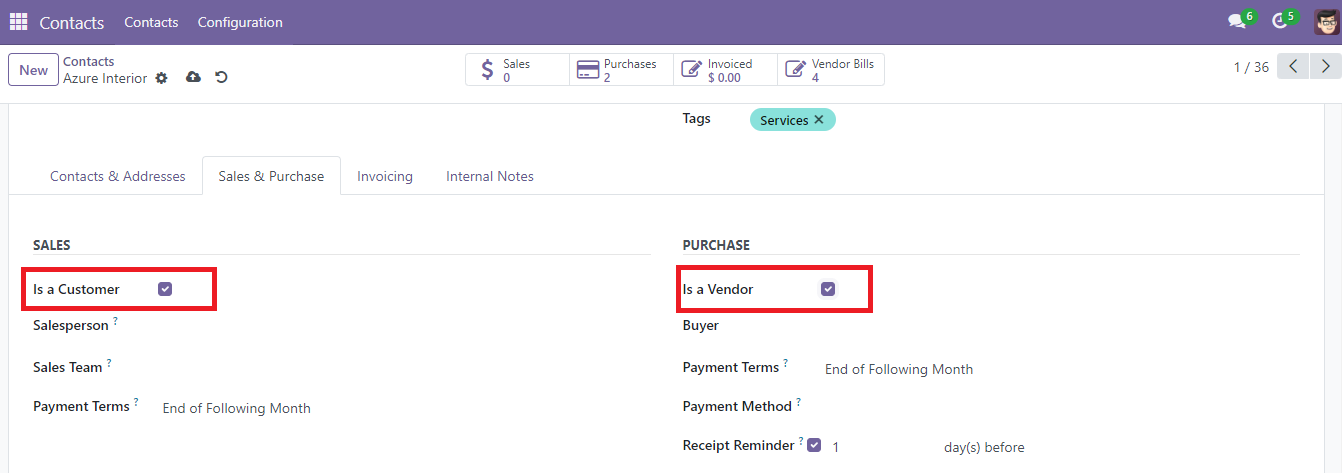 Contacts Contacts Configuration 6 5
New Contacts Sales Purchases Invoiced Vendor Bills 1 / 36
Azure Interior $ 0 2 $ 0.00 4
Tags Services ×
Contacts & Addresses Sales & Purchase Invoicing Internal Notes
SALES PURCHASE
Is a Customer Is a Vendor
Salesperson ? Buyer
Sales Team ? Payment Terms ? End of Following Month
Payment Terms ? End of Following Month Payment Method ?
Receipt Reminder ? 1 day(s) before